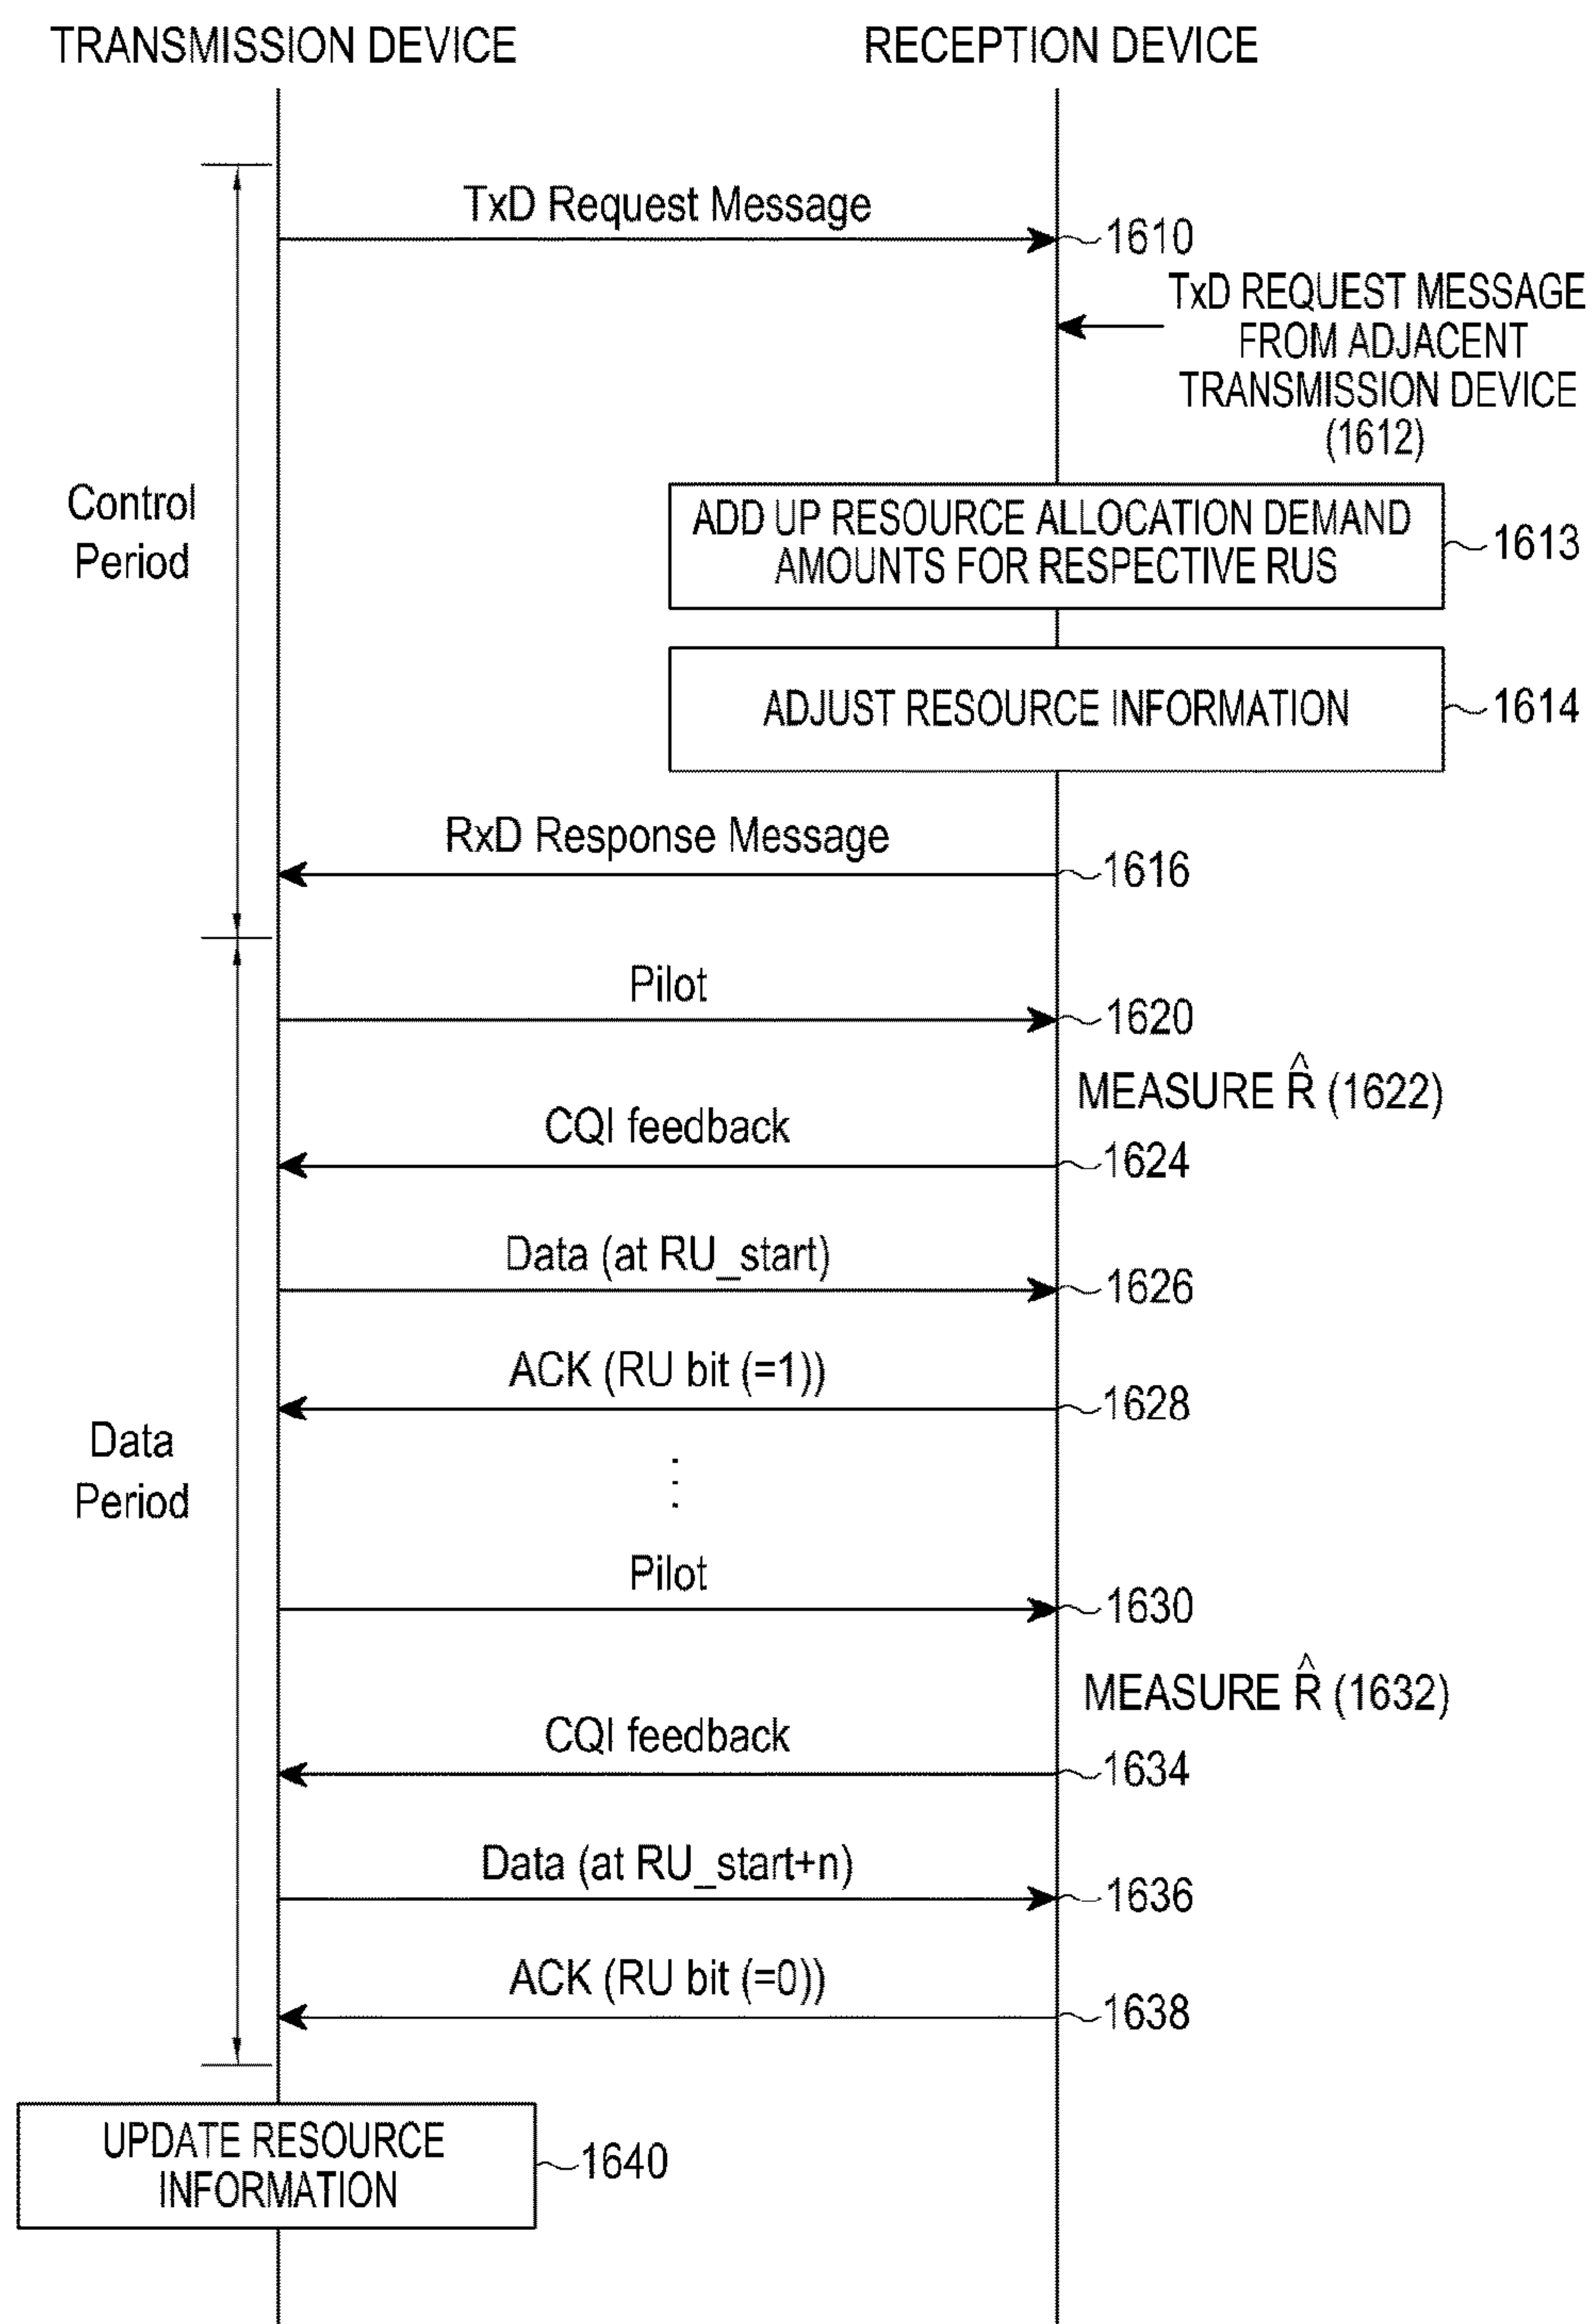 TRANSMISSION DEVICE
RECEPTION DEVICE
TxD Request Message
1610
TxD REQUEST MESSAGE
FROM ADJACENT
TRANSMISSION DEVICE
(1612)
Control
Period
ADD UP RESOURCE ALLOCATION DEMAND
AMOUNTS FOR RESPECTIVE RUS
1613
ADJUST RESOURCE INFORMATION
1614
RxD Response Message
1616
Pilot
1620
MEASURE R̂ (1622)
CQI feedback
1624
Data (at RU_start)
1626
ACK (RU bit (=1))
1628
Data
Period
⋮
Pilot
1630
MEASURE R̂ (1632)
CQI feedback
1634
Data (at RU_start+n)
1636
ACK (RU bit (=0))
1638
UPDATE RESOURCE
INFORMATION
1640